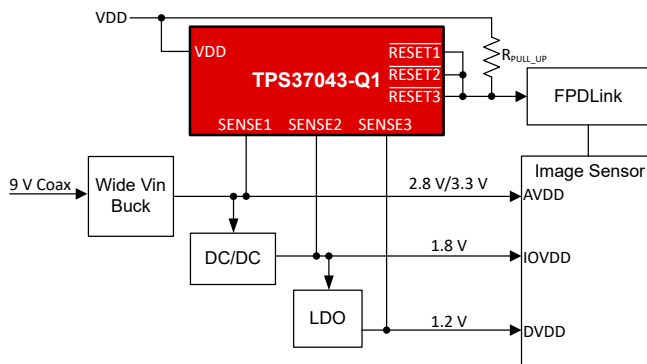 VDD
VDD
RESET1
RESET2
RESET3
TPS37043-Q1
SENSE1 SENSE2 SENSE3
RPULL_UP
FPDLink
9 V Coax
Wide Vin
Buck
2.8 V/3.3 V
Image Sensor
AVDD
DC/DC
1.8 V
IOVDD
LDO
1.2 V
DVDD